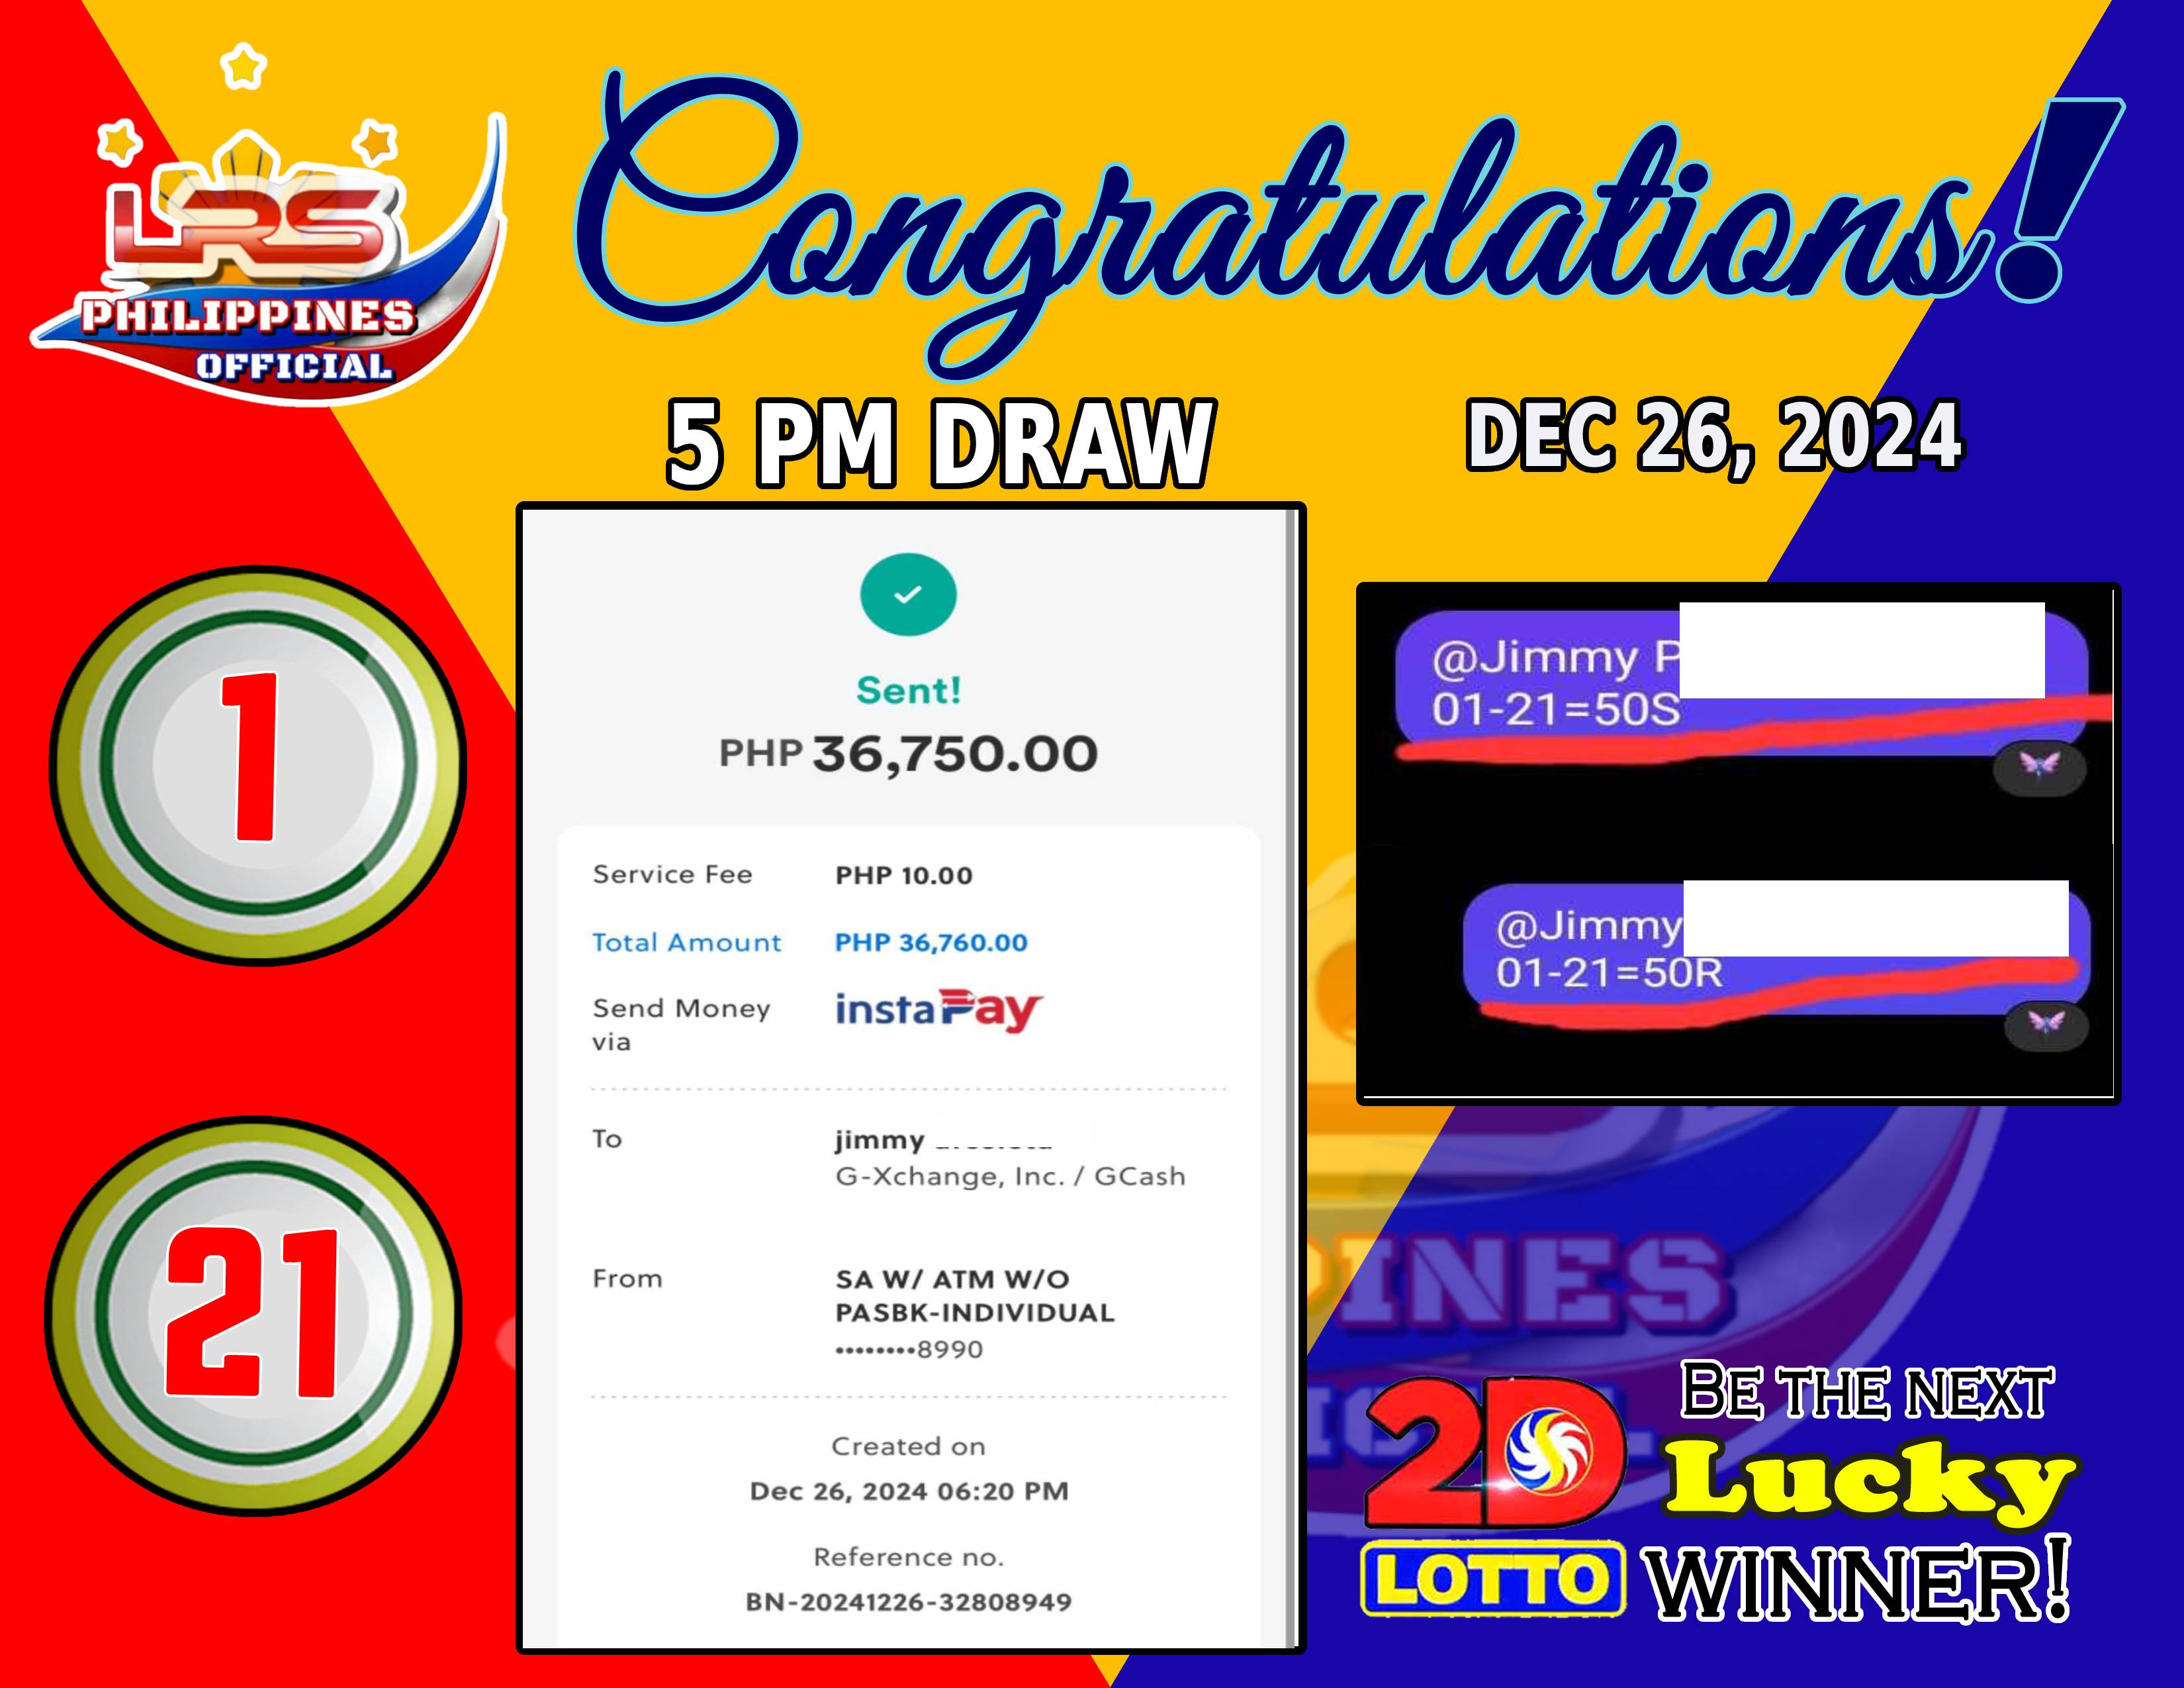 LRS
PHILIPPINES
OFFICIAL
Congratulations!
5 PM DRAW
DEC 26, 2024
1
21
Sent!
PHP 36,750.00
Service Fee PHP 10.00
Total Amount PHP 36,760.00
Send Money via instaPay
To jimmy
G-Xchange, Inc. / GCash
From SA W/ ATM W/O
PASBK-INDIVIDUAL
••••••••8990
Created on
Dec 26, 2024 06:20 PM
Reference no.
BN-20241226-32808949
@Jimmy P
01-21=50S
@Jimmy
01-21=50R
PINES
2D
LOTTO
BE THE NEXT
Lucky
WINNER!